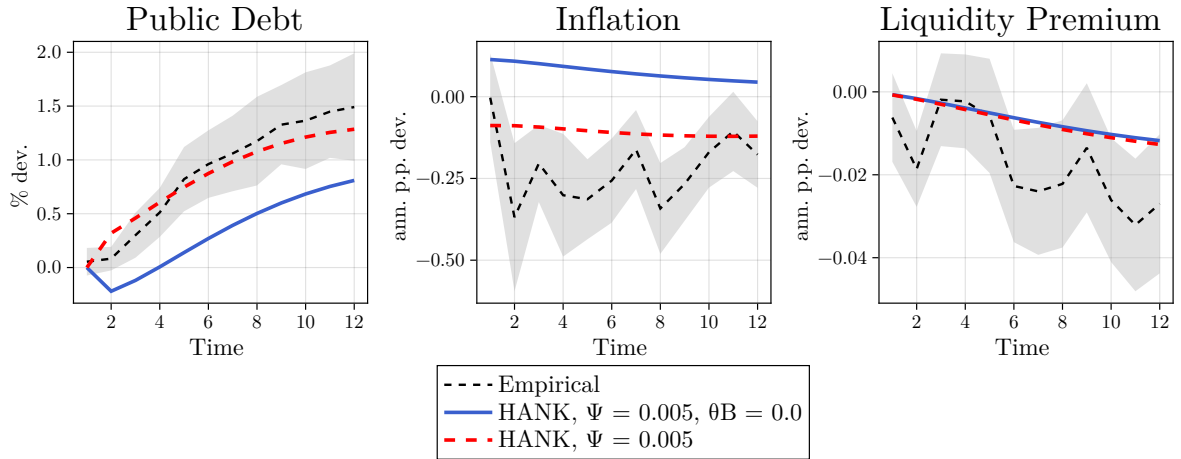 Public Debt
Inflation
Liquidity Premium
% dev.
2.0
1.5
1.0
0.5
0.0
2 4 6 8 10 12
Time
ann. p.p. dev.
0.00
−0.25
−0.50
2 4 6 8 10 12
Time
ann. p.p. dev.
0.00
−0.02
−0.04
2 4 6 8 10 12
Time
Empirical
HANK, Ψ = 0.005, θB = 0.0
HANK, Ψ = 0.005